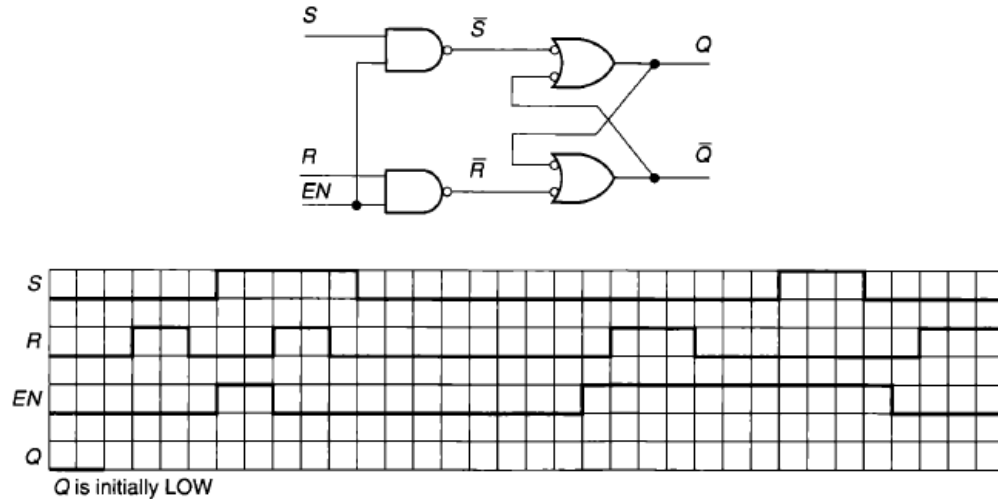 S
S̄
Q
R
R̄
Q̄
EN
S
R
EN
Q
Q is initially LOW